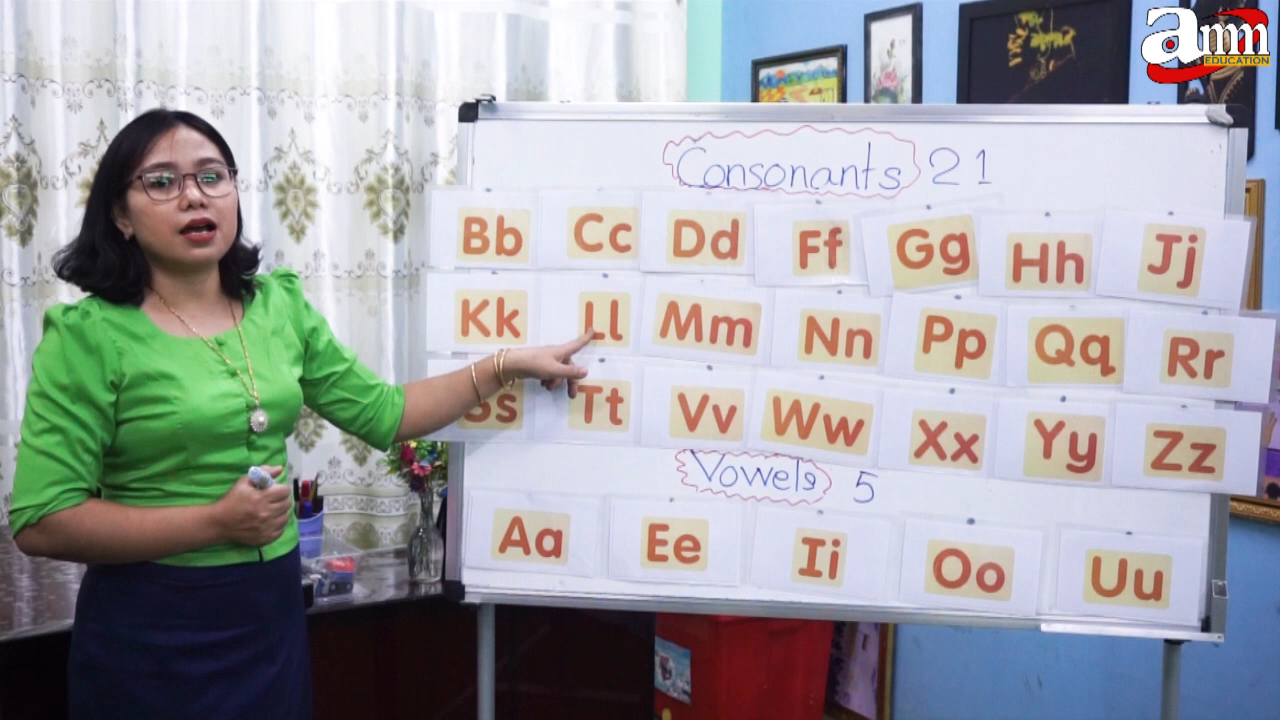 amn
EDUCATION
Consonants 21
Bb Cc Dd Ff Gg Hh Jj
Kk Ll Mm Nn Pp Qq Rr
Ss Tt Vv Ww Xx Yy Zz
Vowels 5
Aa Ee Ii Oo Uu